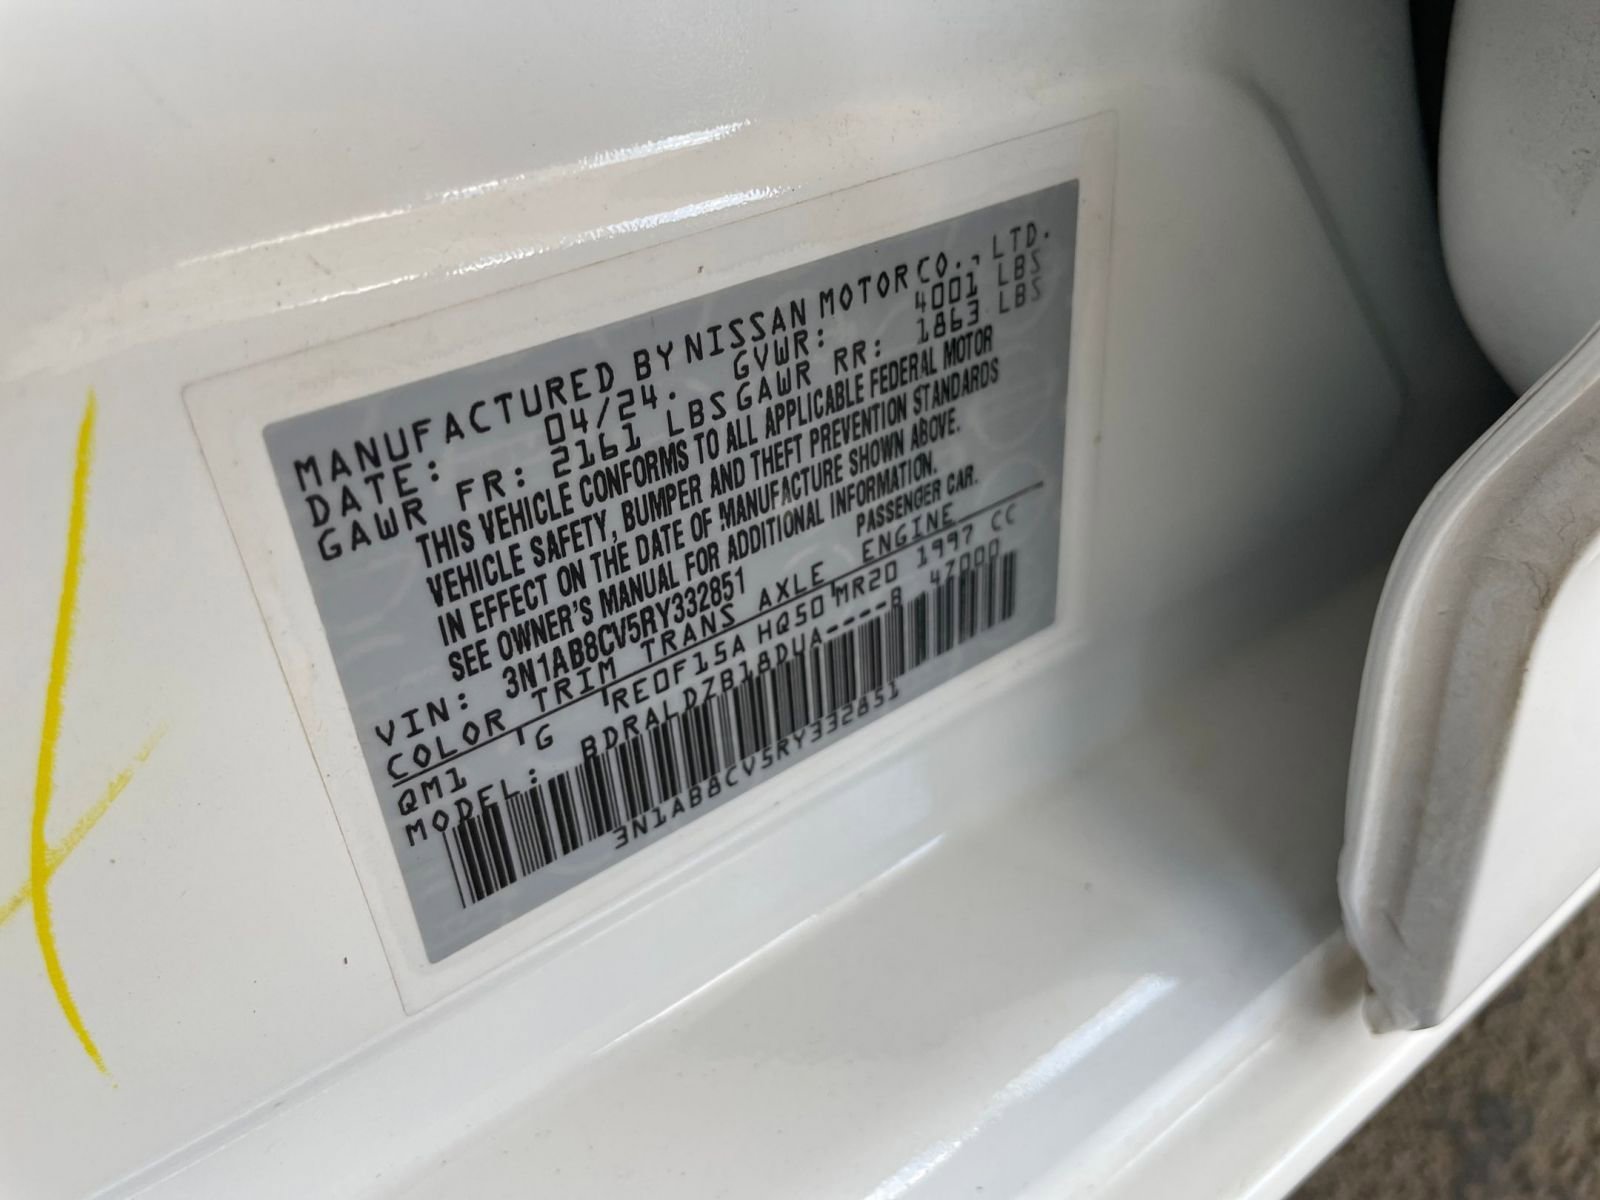 MANUFACTURED BY NISSAN MOTOR CO., LTD.
DATE: 04/24. GVWR: 4001 LBS
GAWR FR: 2161 LBS GAWR RR: 1863 LBS
THIS VEHICLE CONFORMS TO ALL APPLICABLE FEDERAL MOTOR
VEHICLE SAFETY, BUMPER AND THEFT PREVENTION STANDARDS
IN EFFECT ON THE DATE OF MANUFACTURE SHOWN ABOVE.
SEE OWNER'S MANUAL FOR ADDITIONAL INFORMATION.
VIN: 3N1AB8CV5RY332851 PASSENGER CAR.
COLOR TRIM TRANS AXLE ENGINE
QM1 G RE0F15A HQ50 MR20 1997 CC
MODEL: BDRALDZB18DUA----B 47000
3N1AB8CV5RY332851